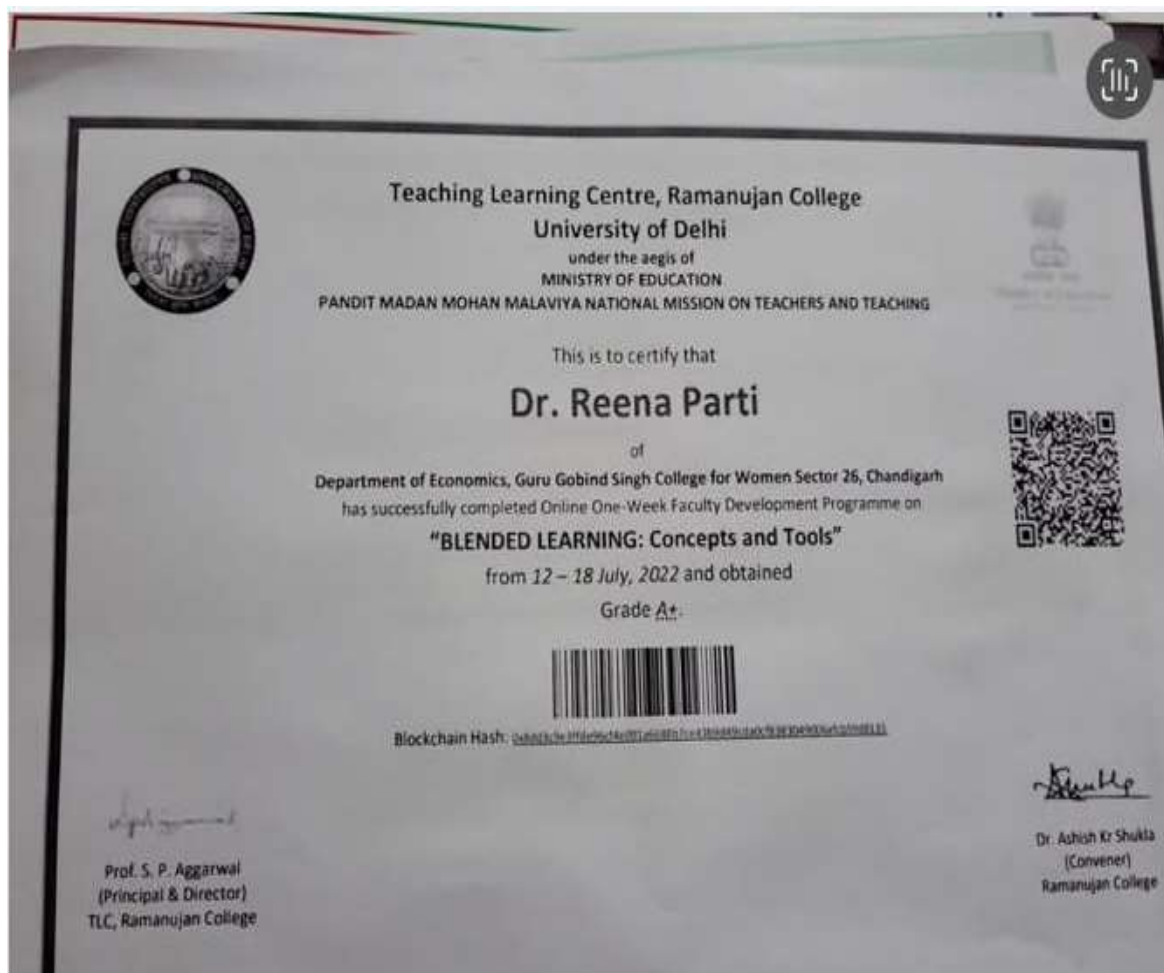 Teaching Learning Centre, Ramanujan College
University of Delhi
under the aegis of
MINISTRY OF EDUCATION
PANDIT MADAN MOHAN MALAVIYA NATIONAL MISSION ON TEACHERS AND TEACHING
This is to certify that
Dr. Reena Parti
of
Department of Economics, Guru Gobind Singh College for Women Sector 26, Chandigarh
has successfully completed Online One-Week Faculty Development Programme on
"BLENDED LEARNING: Concepts and Tools"
from 12 – 18 July, 2022 and obtained
Grade A+.
Blockchain Hash:
Prof. S. P. Aggarwal
(Principal & Director)
TLC, Ramanujan College
Dr. Ashish Kr Shukla
(Convener)
Ramanujan College